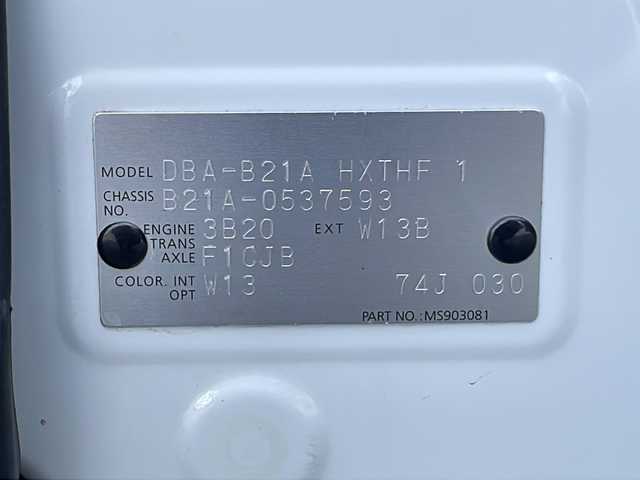 MODEL DBA-B21A HXTHF 1
CHASSIS NO. B21A-0537593
ENGINE 3B20 EXT W13B
TRANS AXLE F1CJB
COLOR. INT OPT W13 74J 030
PART NO.:MS903081